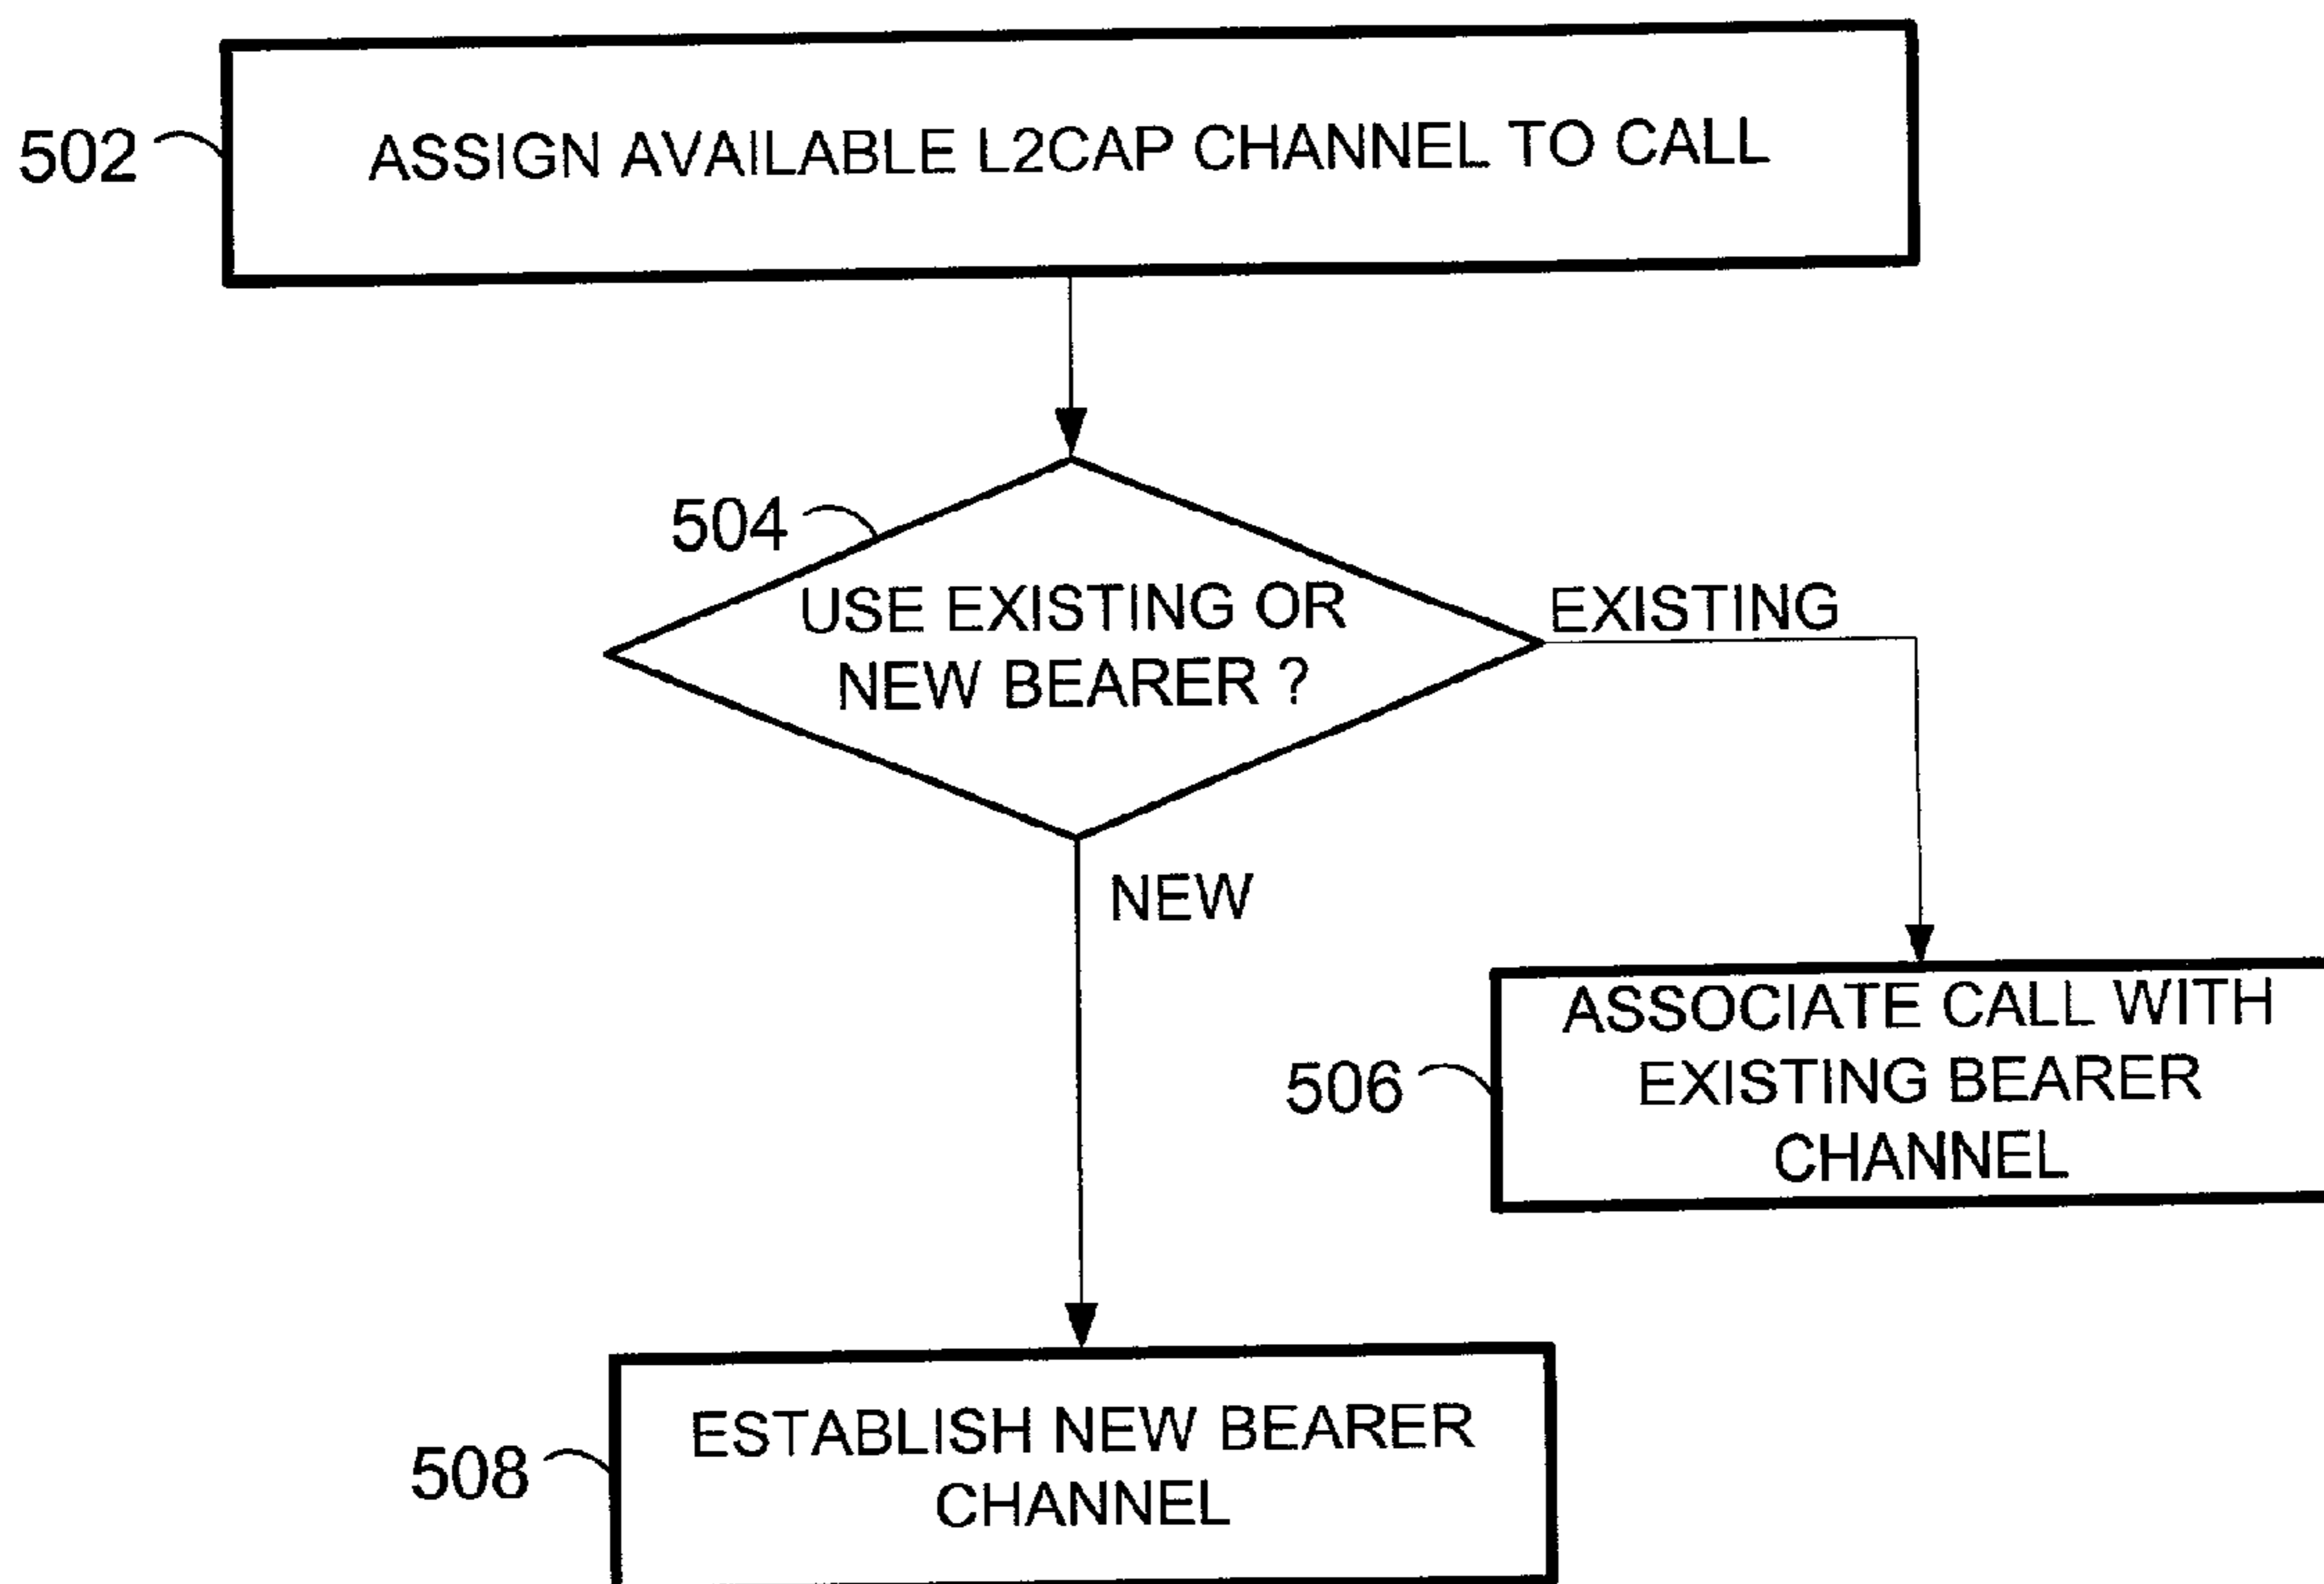 502
ASSIGN AVAILABLE L2CAP CHANNEL TO CALL
504
USE EXISTING OR
NEW BEARER ?
EXISTING
NEW
506
ASSOCIATE CALL WITH
EXISTING BEARER
CHANNEL
508
ESTABLISH NEW BEARER
CHANNEL